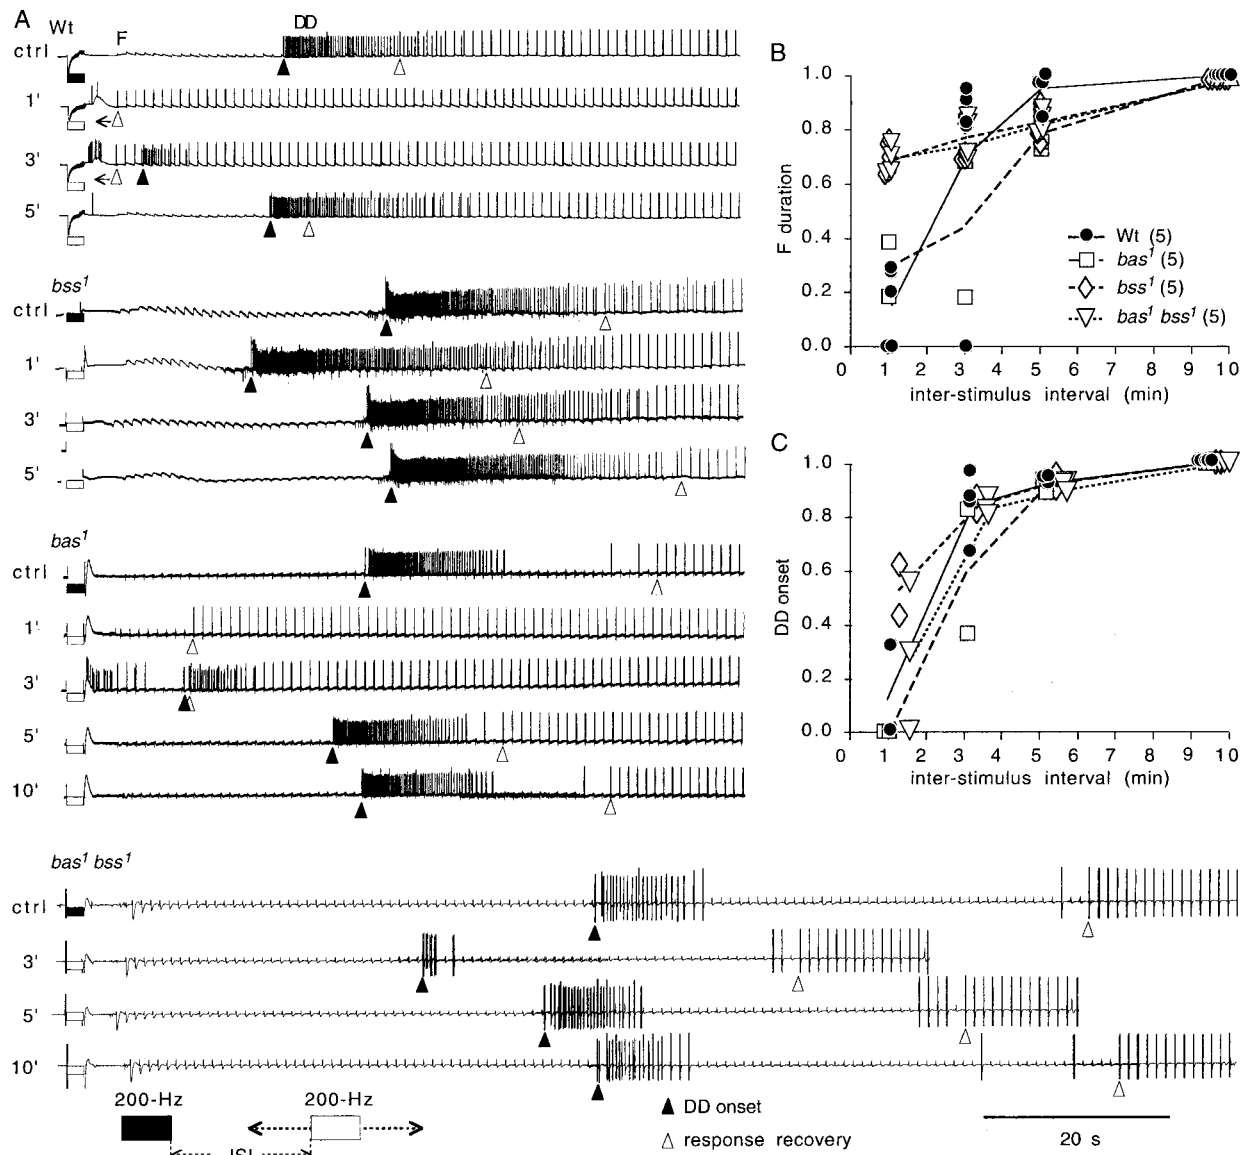 A
Wt
F
DD
ctrl
1'
3'
5'
bss1
ctrl
1'
3'
5'
bas1
ctrl
1'
3'
5'
10'
bas1 bss1
ctrl
3'
5'
10'
200-Hz
200-Hz
ISI
DD onset
response recovery
20 s
B
1.0
0.8
0.6
0.4
0.2
0.0
F duration
0 1 2 3 4 5 6 7 8 9 10
inter-stimulus interval (min)
Wt (5)
bas1 (5)
bss1 (5)
bas1 bss1 (5)
C
1.0
0.8
0.6
0.4
0.2
0.0
DD onset
0 1 2 3 4 5 6 7 8 9 10
inter-stimulus interval (min)